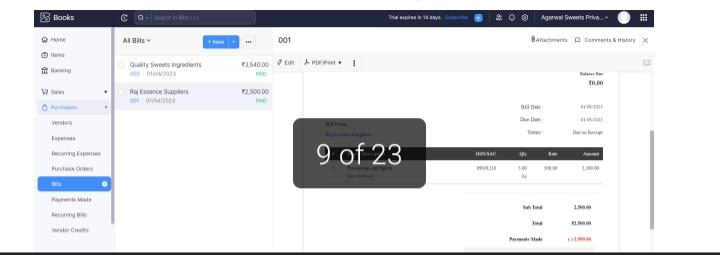 Books
Search in Bills ( / )
Trial expires in 14 days. Subscribe
Agarwal Sweets Priva...
Home
Items
Banking
Sales
Purchases
Vendors
Expenses
Recurring Expenses
Purchase Orders
Bills
Payments Made
Recurring Bills
Vendor Credits
All Bills
+ New
Quality Sweets Ingredients ₹3,540.00
002 01/04/2023 PAID
Raj Essence Suppliers ₹2,500.00
001 01/04/2023 PAID
001
Attachments Comments & History
Edit PDF/Print
Balance Due
₹0.00
Bill Date : 01/04/2023
Due Date : 01/04/2023
Terms : Due on Receipt
Bill From
Raj Essence Suppliers
9 of 23
HSN/SAC Qty Rate Amount
09101210 5.00 500.00 2,500.00
kg
Sub Total 2,500.00
Total ₹2,500.00
Payments Made (-) 2,500.00